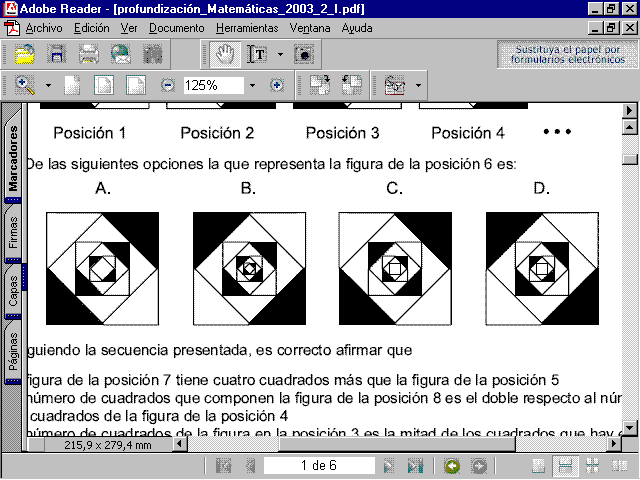 Adobe Reader - [profundización_Matemáticas_2003_2_I.pdf]
Archivo Edición Ver Documento Herramientas Ventana Ayuda
Sustituya el papel por
formularios electrónicos
125%
Marcadores
Firmas
Capas
Páginas
Posición 1 Posición 2 Posición 3 Posición 4 •••
De las siguientes opciones la que representa la figura de la posición 6 es:
A. B. C. D.
guiendo la secuencia presentada, es correcto afirmar que
figura de la posición 7 tiene cuatro cuadrados más que la figura de la posición 5
número de cuadrados que componen la figura de la posición 8 es el doble respecto al núr
cuadrados de la figura de la posición 4
número de cuadrados de la figura en la posición 3 es la mitad de los cuadrados que hay
215,9 x 279,4 mm
1 de 6